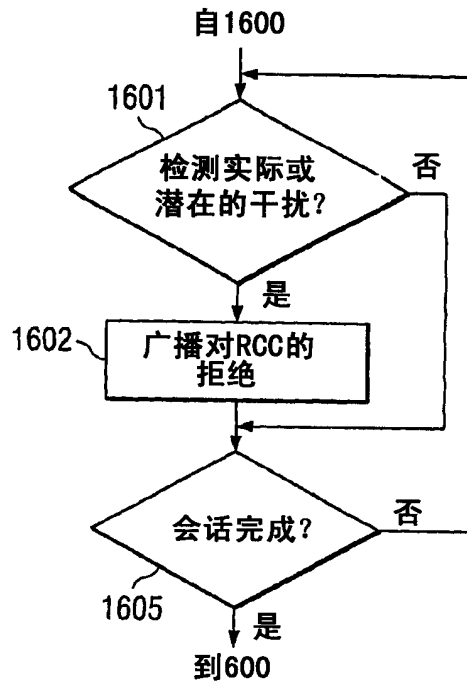 自1600
1601
检测实际或
潜在的干扰？
否
是
1602
广播对RCC的
拒绝
会话完成？
否
1605
是
到600